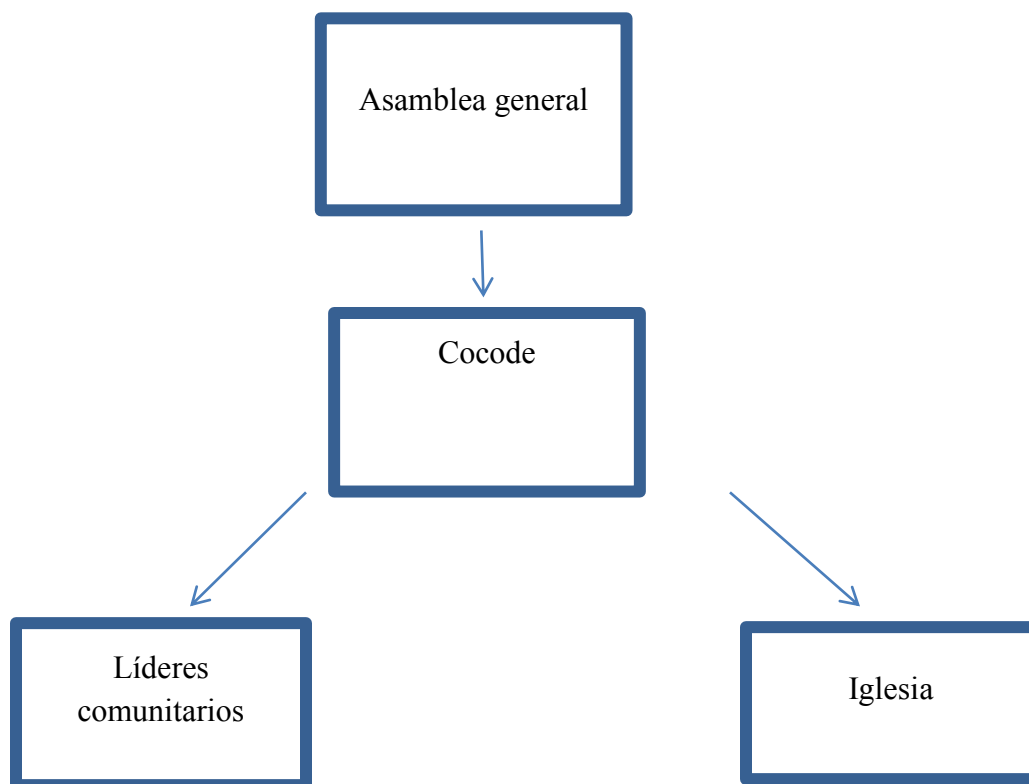 Asamblea general
Cocode
Líderes
comunitarios
Iglesia